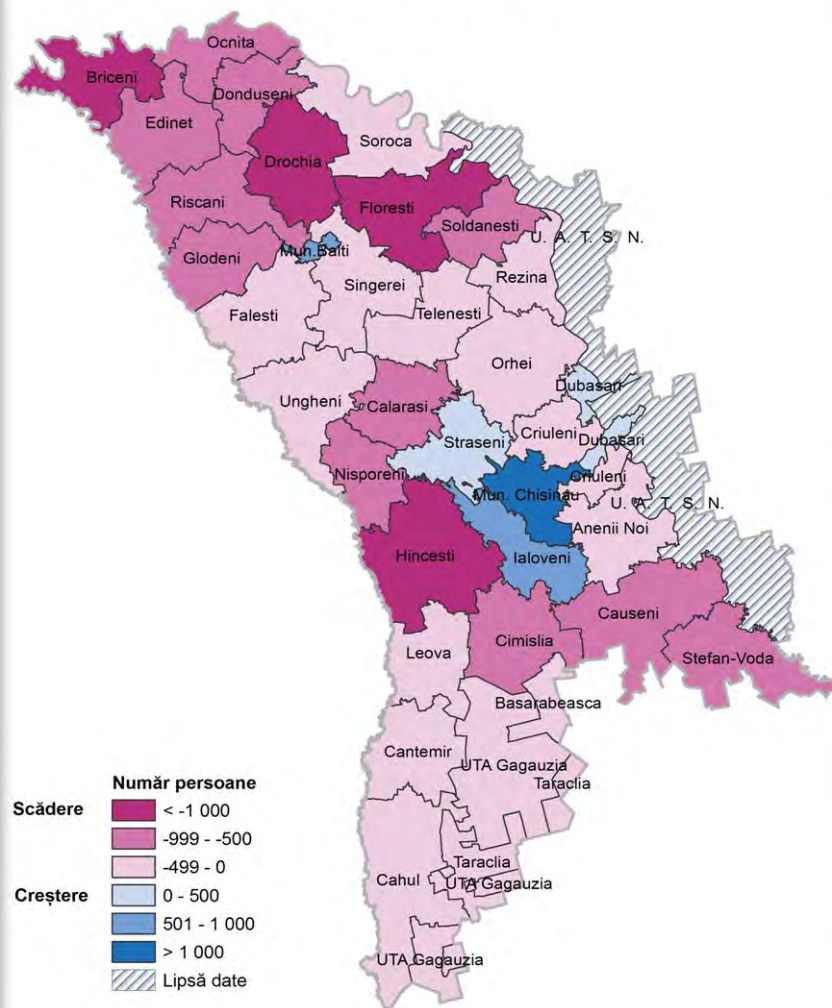 Ocnita
Briceni
Donduseni
Edinet
Soroca
Drochia
Riscani
Floresti
Soldanesti
U. A. T. S. N.
Mun.Balti
Glodeni
Rezina
Singerei
Falesti
Telenesti
Orhei
Dubasari
Ungheni
Calarasi
Criuleni
Straseni
Dubasari
Nisporeni
Criuleni
Mun. Chisinau
U. A. T. S. N.
Anenii Noi
Hincesti
Ialoveni
Causeni
Cimislia
Leova
Stefan-Voda
Basarabeasca
Cantemir
UTA Gagauzia
Taraclia
Taraclia
Cahul
UTA Gagauzia
UTA Gagauzia
Număr persoane
Scădere
< -1 000
-999 - -500
-499 - 0
Creștere
0 - 500
501 - 1 000
> 1 000
Lipsă date